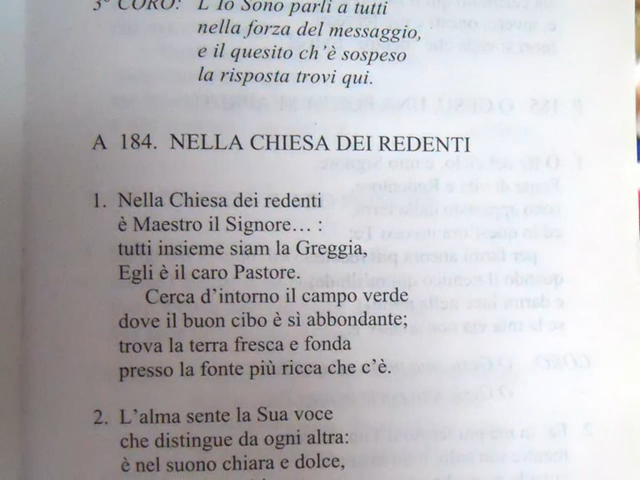 3° CORO: L'Io Sono parli a tutti
nella forza del messaggio,
e il quesito ch'è sospeso
la risposta trovi qui.
A 184. NELLA CHIESA DEI REDENTI
1. Nella Chiesa dei redenti
è Maestro il Signore… :
tutti insieme siam la Greggia,
Egli è il caro Pastore.
Cerca d'intorno il campo verde
dove il buon cibo è sì abbondante;
trova la terra fresca e fonda
presso la fonte più ricca che c'è.
2. L'alma sente la Sua voce
che distingue da ogni altra:
è nel suono chiara e dolce,